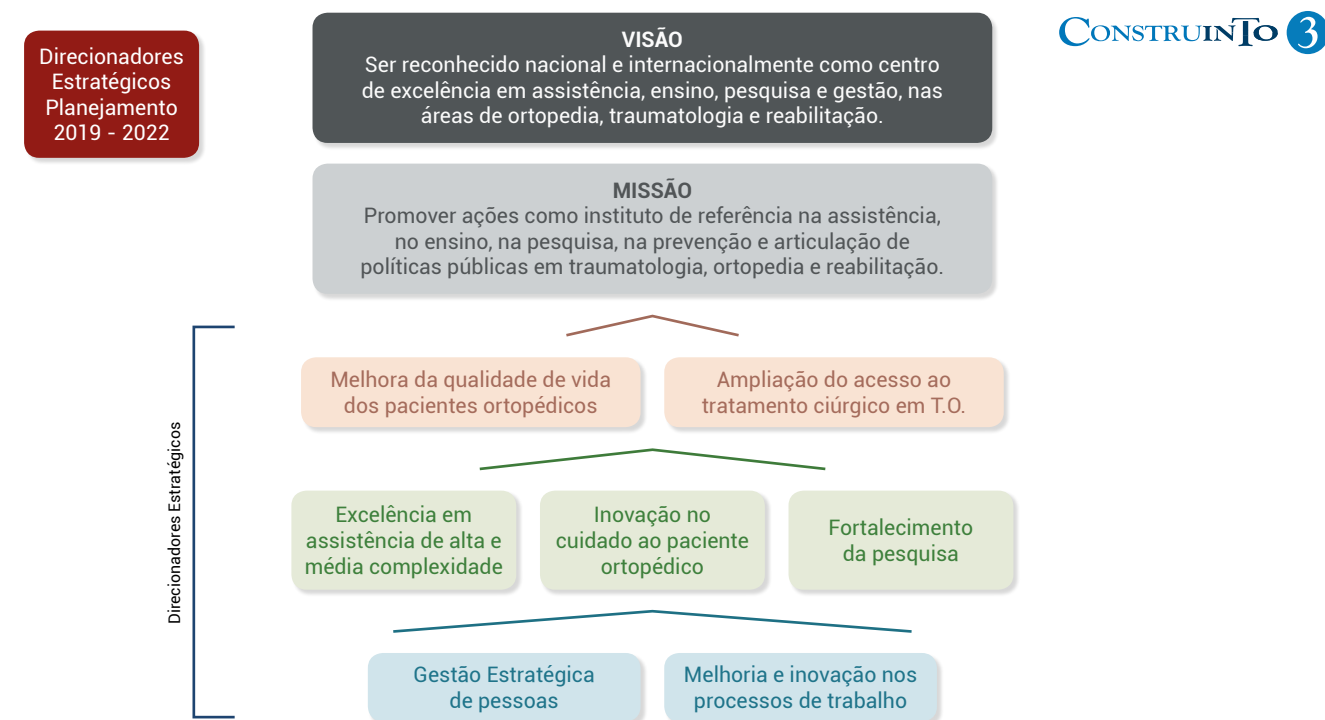 Direcionadores
Estratégicos
Planejamento
2019 - 2022
VISÃO
Ser reconhecido nacional e internacionalmente como centro
de excelência em assistência, ensino, pesquisa e gestão, nas
áreas de ortopedia, traumatologia e reabilitação.
CONSTRUINTO 3
MISSÃO
Promover ações como instituto de referência na assistência,
no ensino, na pesquisa, na prevenção e articulação de
políticas públicas em traumatologia, ortopedia e reabilitação.
Direcionadores Estratégicos
Melhora da qualidade de vida
dos pacientes ortopédicos
Ampliação do acesso ao
tratamento ciúrgico em T.O.
Excelência em
assistência de alta e
média complexidade
Inovação no
cuidado ao paciente
ortopédico
Fortalecimento
da pesquisa
Gestão Estratégica
de pessoas
Melhoria e inovação nos
processos de trabalho